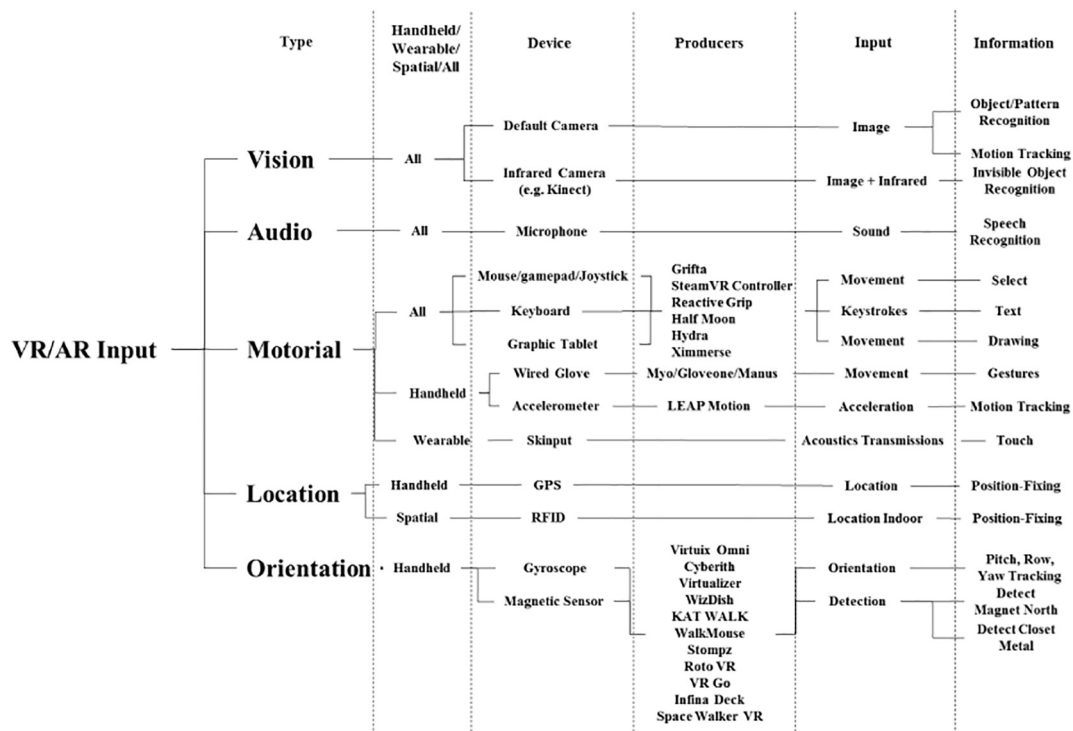 Type
Handheld/
Wearable/
Spatial/All
Device
Producers
Input
Information
VR/AR Input
Vision
All
Default Camera
Image
Object/Pattern
Recognition
Motion Tracking
Infrared Camera
(e.g. Kinect)
Image + Infrared
Invisible Object
Recognition
Audio
All
Microphone
Sound
Speech
Recognition
Motorial
All
Mouse/gamepad/Joystick
Keyboard
Graphic Tablet
Grifta
SteamVR Controller
Reactive Grip
Half Moon
Hydra
Ximmerse
Movement
Select
Keystrokes
Text
Movement
Drawing
Handheld
Wired Glove
Myo/Gloveone/Manus
Movement
Gestures
Accelerometer
LEAP Motion
Acceleration
Motion Tracking
Wearable
Skinput
Acoustics Transmissions
Touch
Location
Handheld
GPS
Location
Position-Fixing
Spatial
RFID
Location Indoor
Position-Fixing
Orientation
Handheld
Gyroscope
Magnetic Sensor
Virtuix Omni
Cyberith
Virtualizer
WizDish
KAT WALK
WalkMouse
Stompz
Roto VR
VR Go
Infina Deck
Space Walker VR
Orientation
Pitch, Row,
Yaw Tracking
Detection
Detect
Magnet North
Detect Closet
Metal